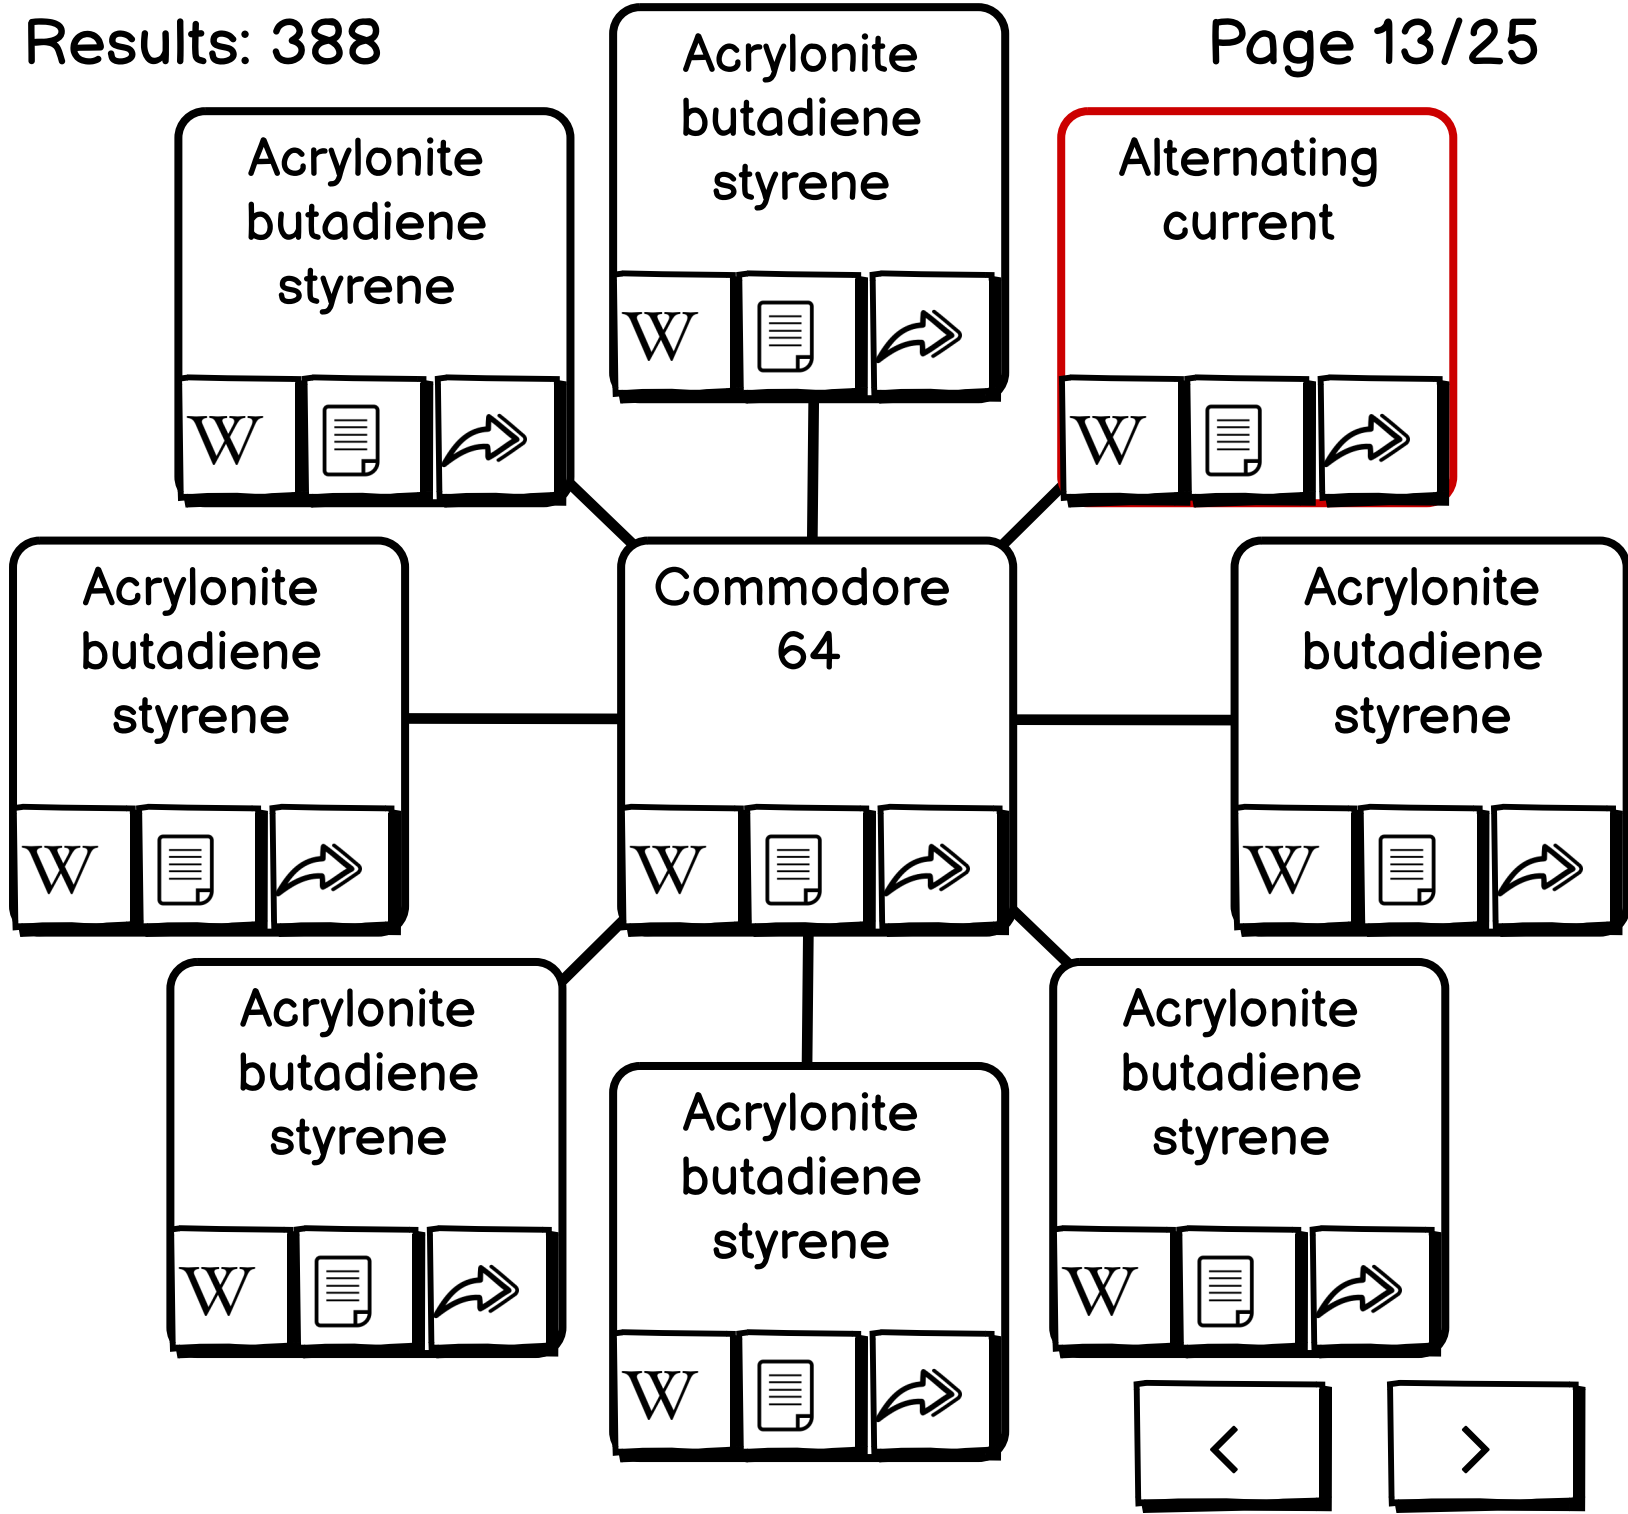 Results: 388
Page 13/25
Acrylonite
butadiene
styrene
W
Acrylonite
butadiene
styrene
W
Alternating
current
W
Acrylonite
butadiene
styrene
W
Commodore
64
W
Acrylonite
butadiene
styrene
W
Acrylonite
butadiene
styrene
W
Acrylonite
butadiene
styrene
W
Acrylonite
butadiene
styrene
W
< >